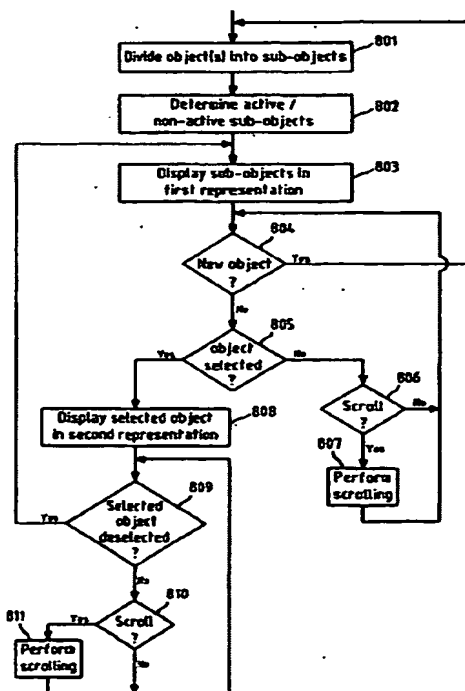 801
Divide object(s) into sub-objects
802
Determine active /
non-active sub-objects
803
Display sub-objects in
first representation
804
New object
?
Yes
No
805
object
selected
?
Yes
No
806
Scroll
?
No
Yes
807
Perform
scrolling
808
Display selected object
in second representation
809
Selected
object
deselected
?
Yes
No
810
Scroll
?
Yes
No
811
Perform
scrolling